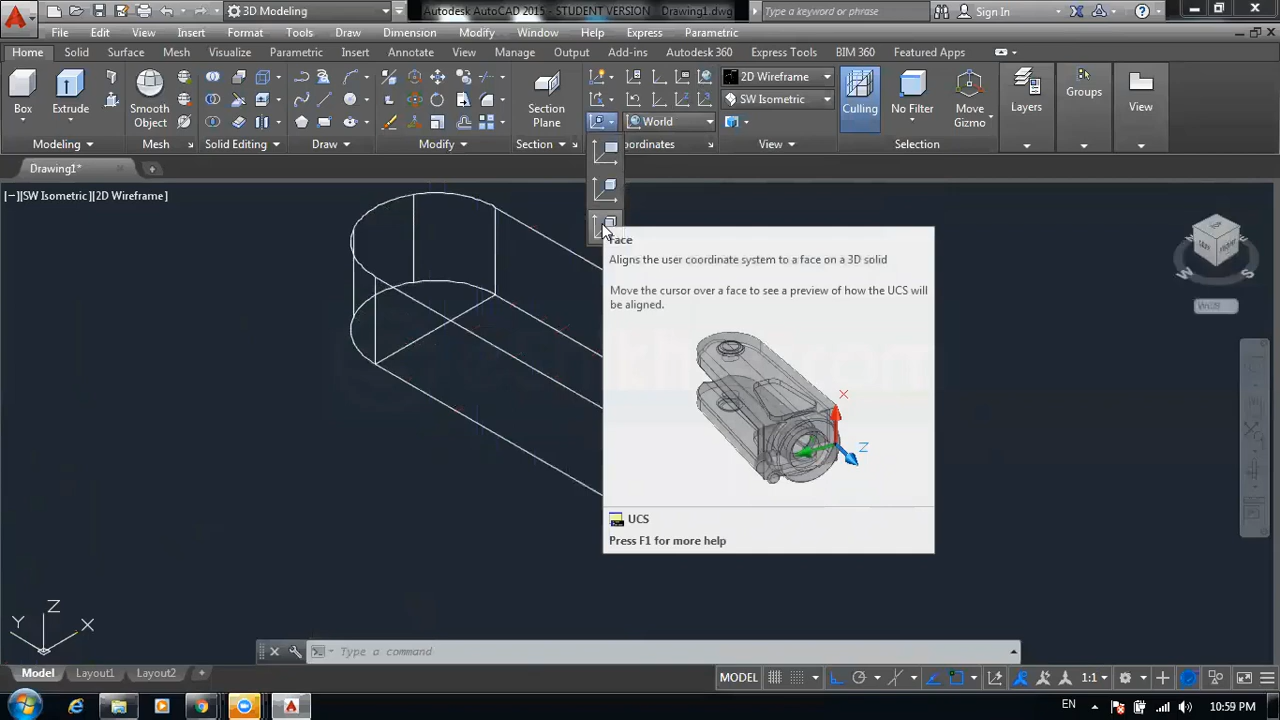 3D Modeling
Autodesk AutoCAD 2015 - STUDENT VERSION Drawing1.dwg
Type a keyword or phrase
Sign In
File Edit View Insert Format Tools Draw Dimension Modify Window Help Express Parametric
Home Solid Surface Mesh Visualize Parametric Insert Annotate View Manage Output Add-ins Autodesk 360 Express Tools BIM 360 Featured Apps
2D Wireframe
SW Isometric
World
Box
Extrude
Smooth
Object
Section
Plane
Culling
No Filter
Move
Gizmo
Layers
Groups
View
Modeling
Mesh
Solid Editing
Draw
Modify
Section
oordinates
View
Selection
Drawing1*
[−][SW Isometric][2D Wireframe]
Face
Aligns the user coordinate system to a face on a 3D solid
Move the cursor over a face to see a preview of how the UCS will
be aligned.
X
Z
UCS
Press F1 for more help
W
S
Z
Y
X
Type a command
Model Layout1 Layout2 +
MODEL
1:1
EN
10:59 PM